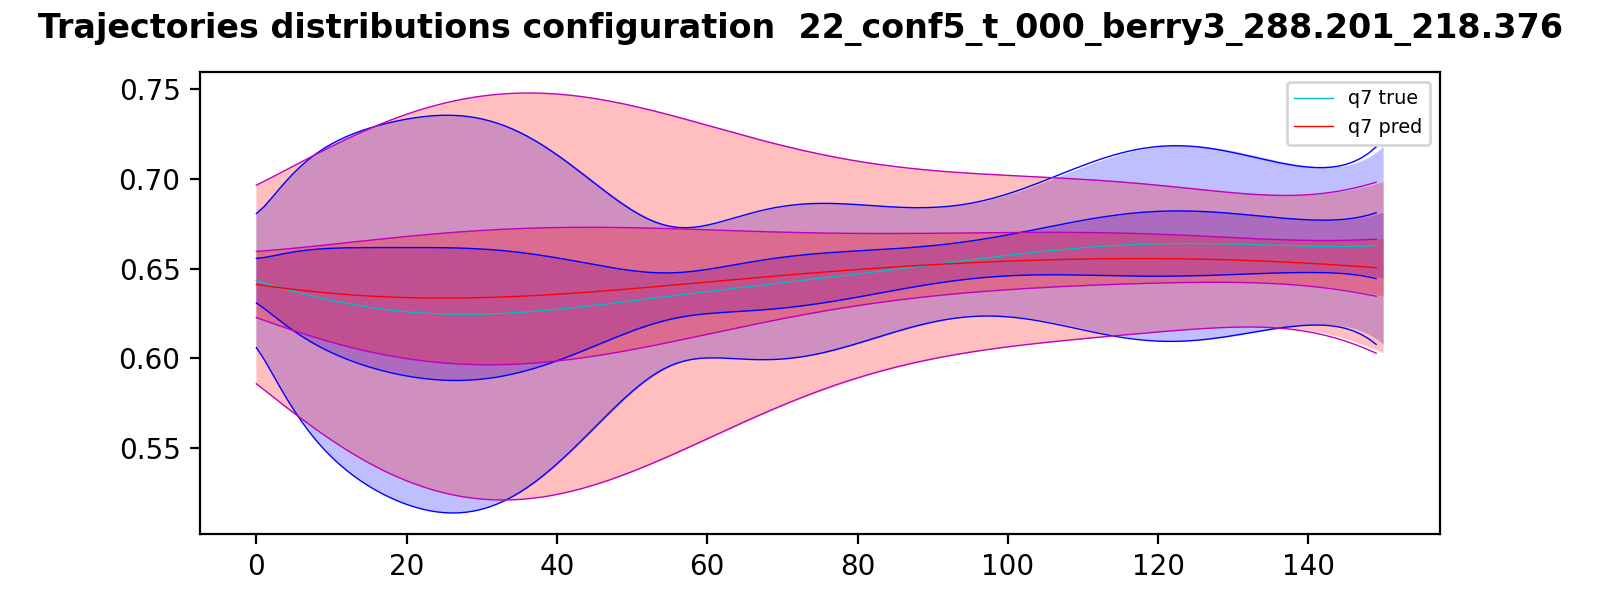 Trajectories distributions configuration  22_conf5_t_000_berry3_288.201_218.376
q7 true
q7 pred
0.75
0.70
0.65
0.60
0.55
0 20 40 60 80 100 120 140